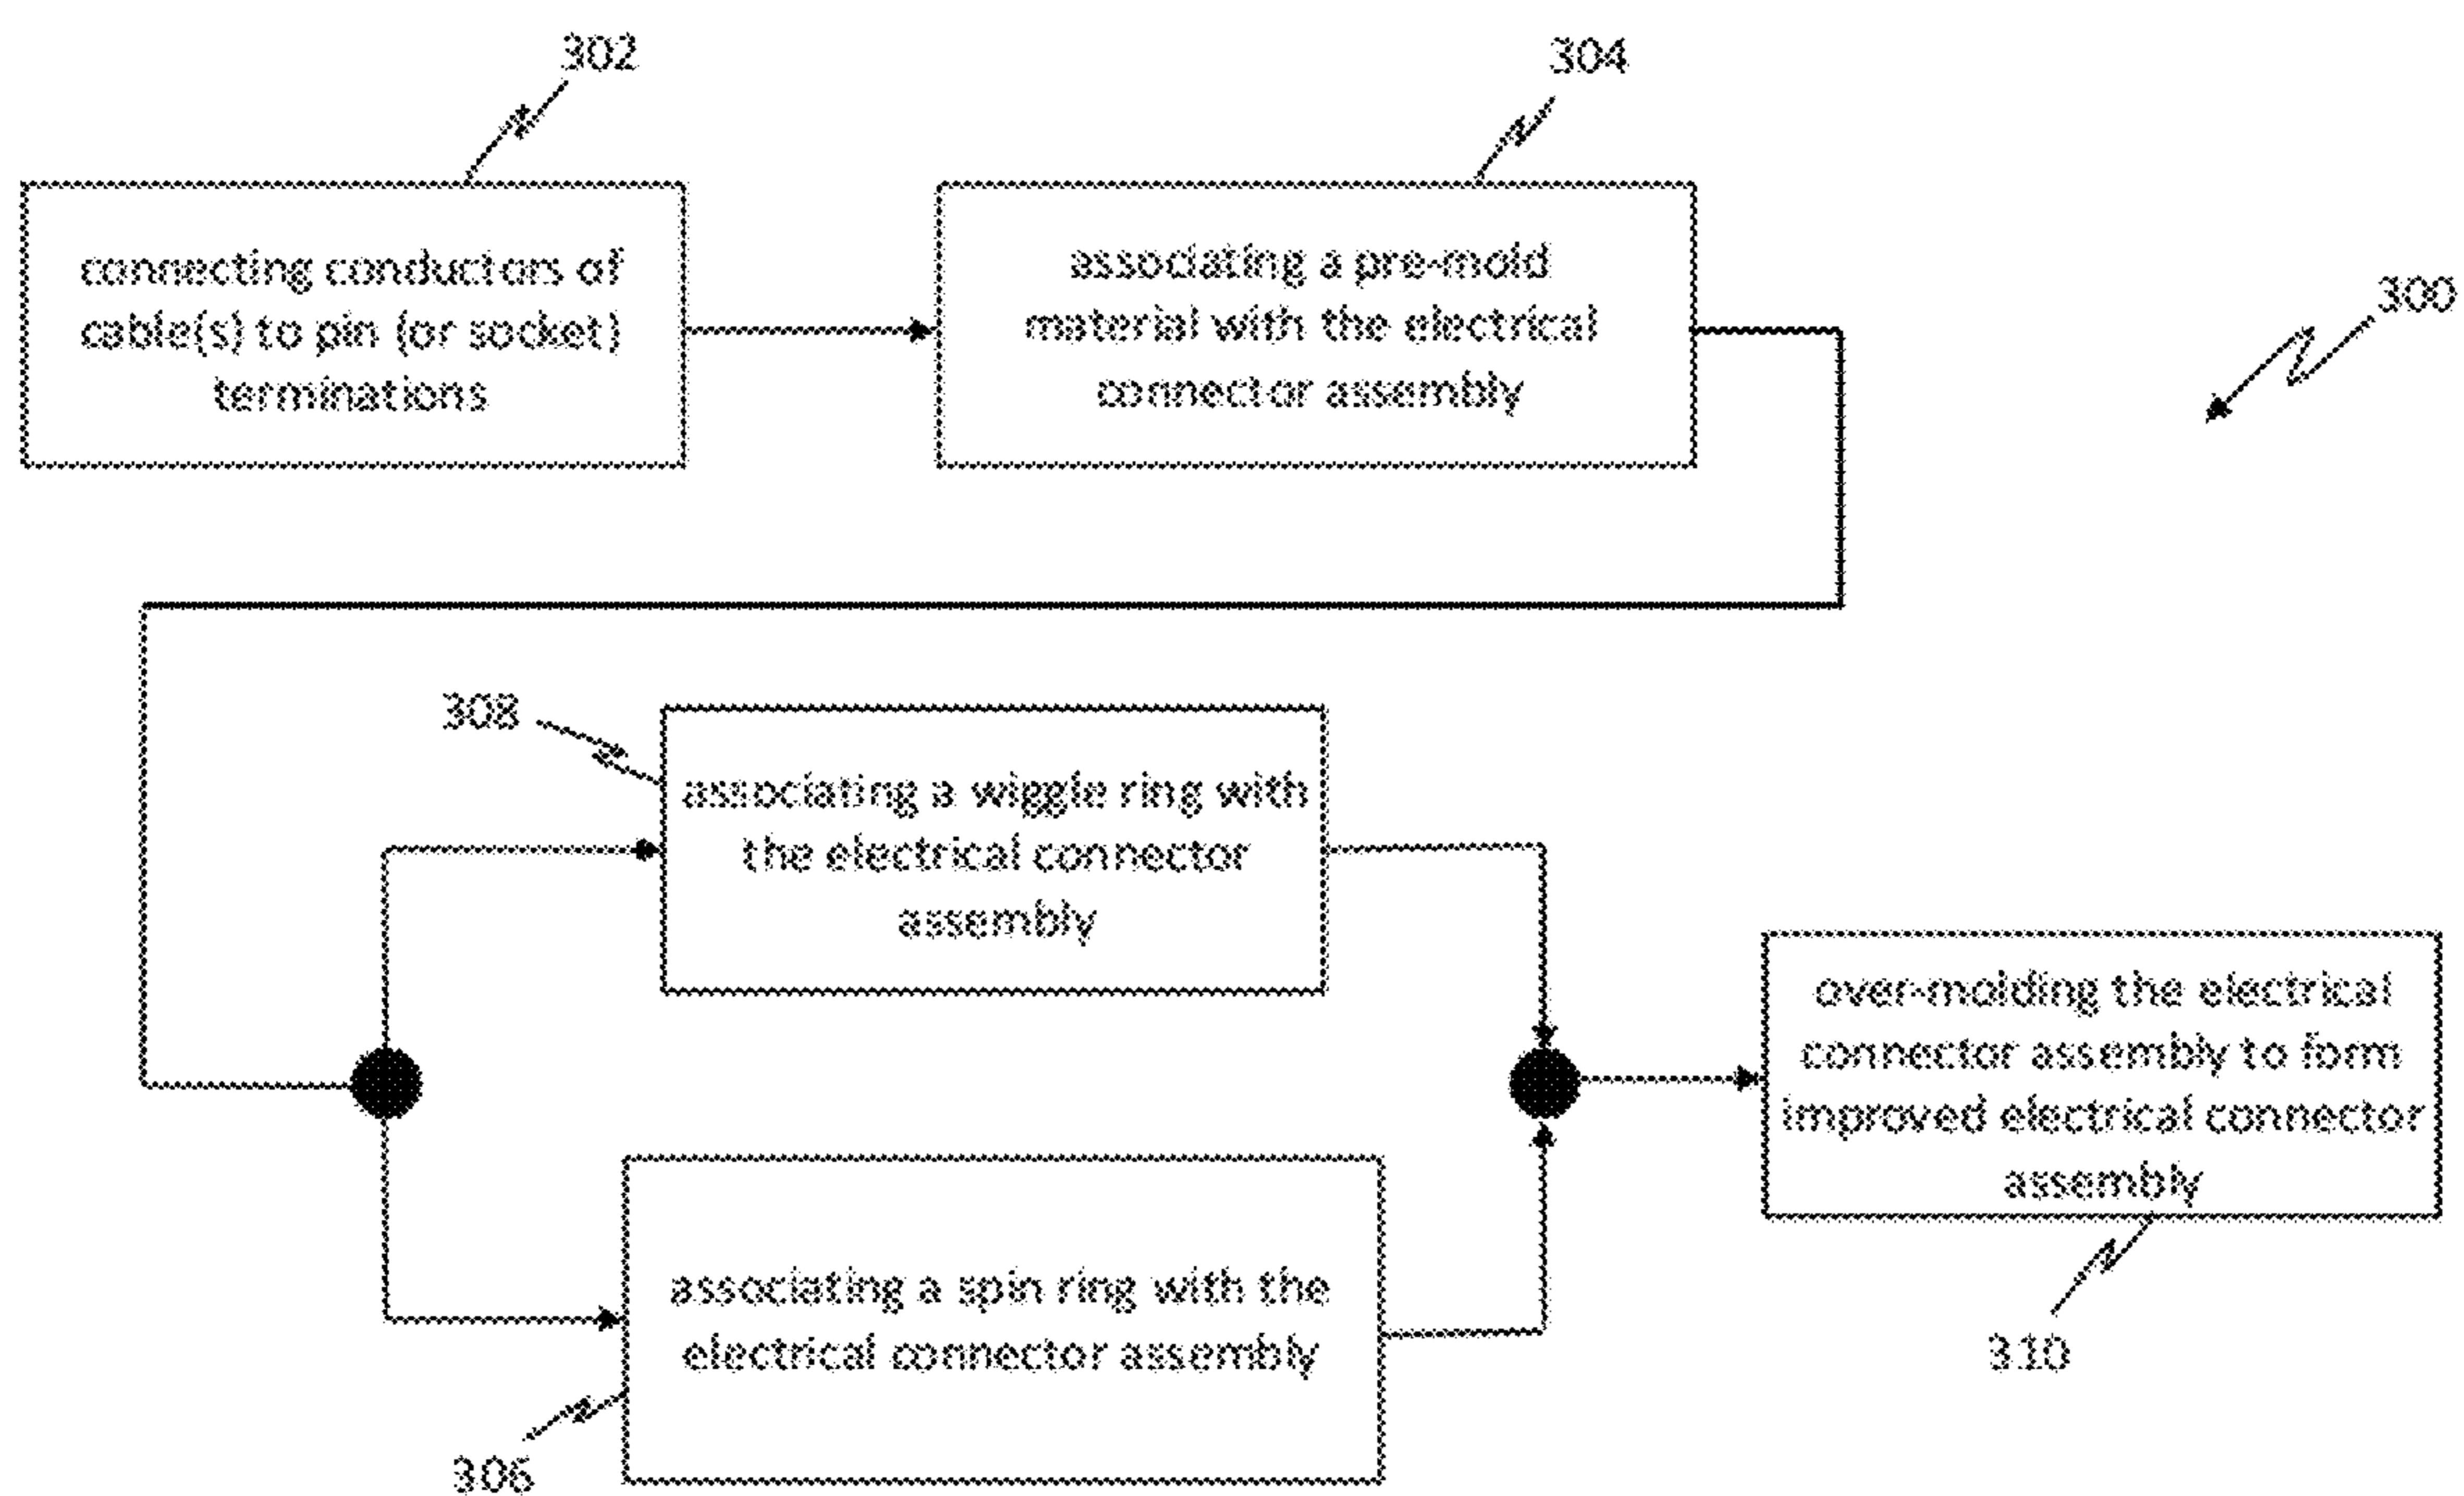 302
304
connecting conductors of
cable(s) to pin (or socket)
terminations
associating a pre-mold
material with the electrical
connector assembly
300
308
associating a wiggle ring with
the electrical connector
assembly
over-molding the electrical
connector assembly to form
improved electrical connector
assembly
associating a spin ring with the
electrical connector assembly
310
306